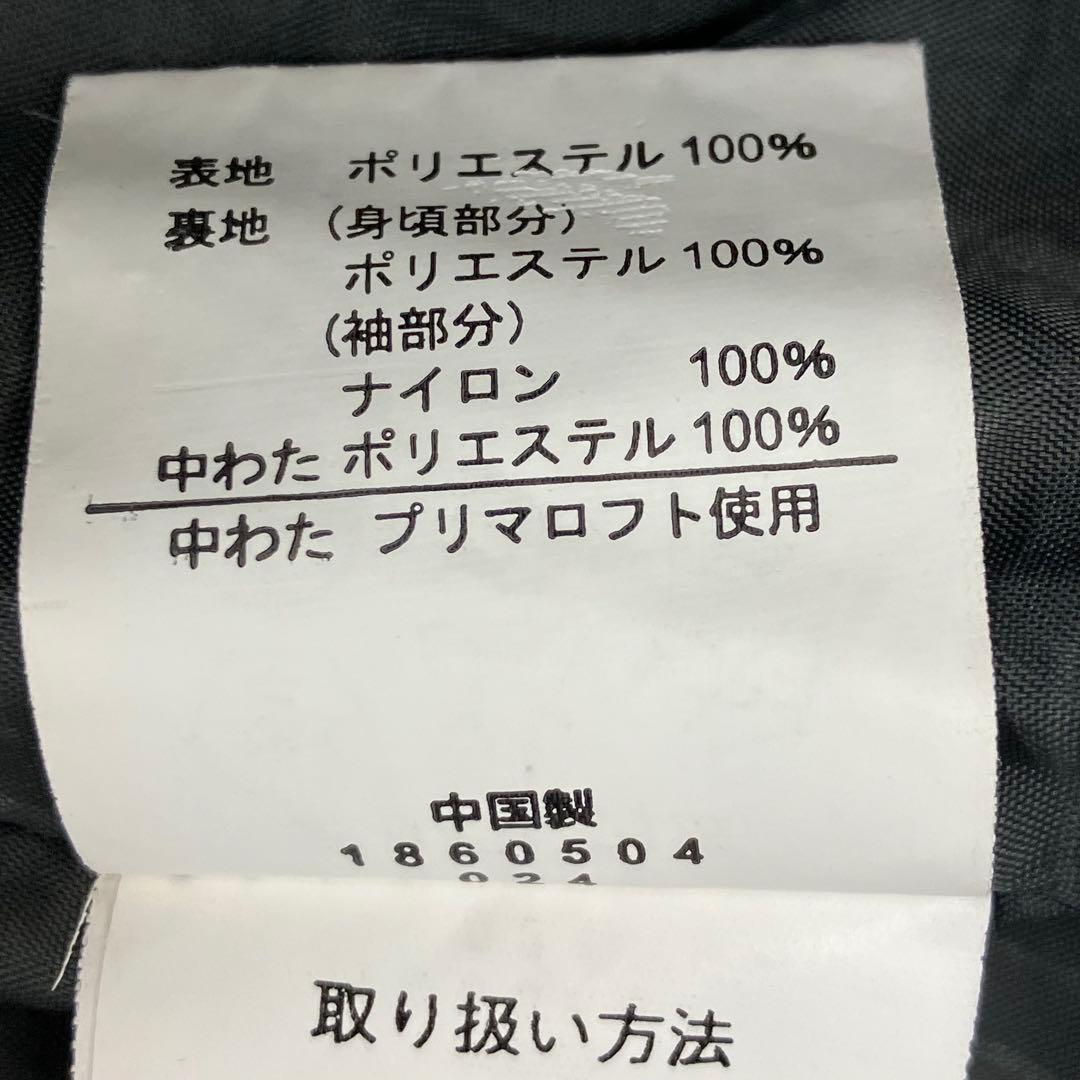 表地 ポリエステル 100%
裏地 (身頃部分)
ポリエステル 100%
(袖部分)
ナイロン 100%
中わた ポリエステル 100%
中わた プリマロフト使用
中国製
1860504
取り扱い方法